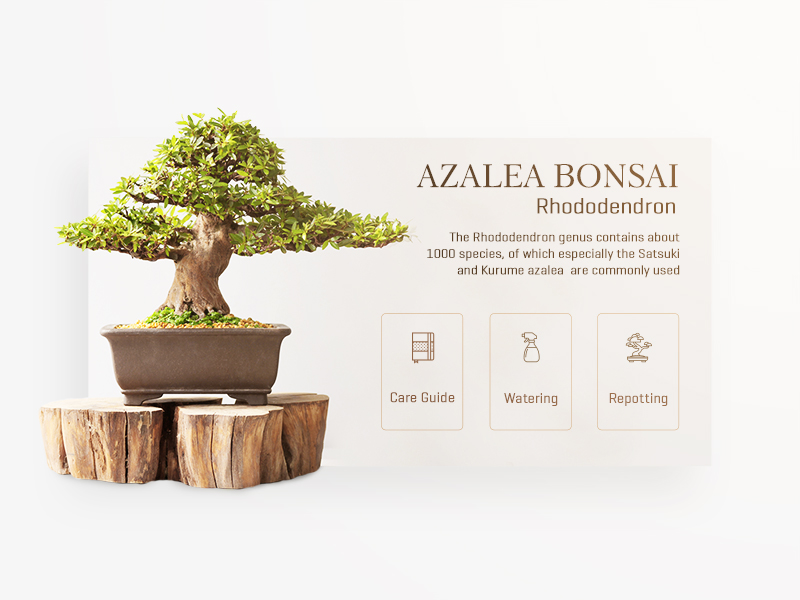 AZALEA BONSAI
Rhododendron
The Rhododendron genus contains about
1000 species, of which especially the Satsuki
and Kurume azalea are commonly used
Care Guide
Watering
Repotting